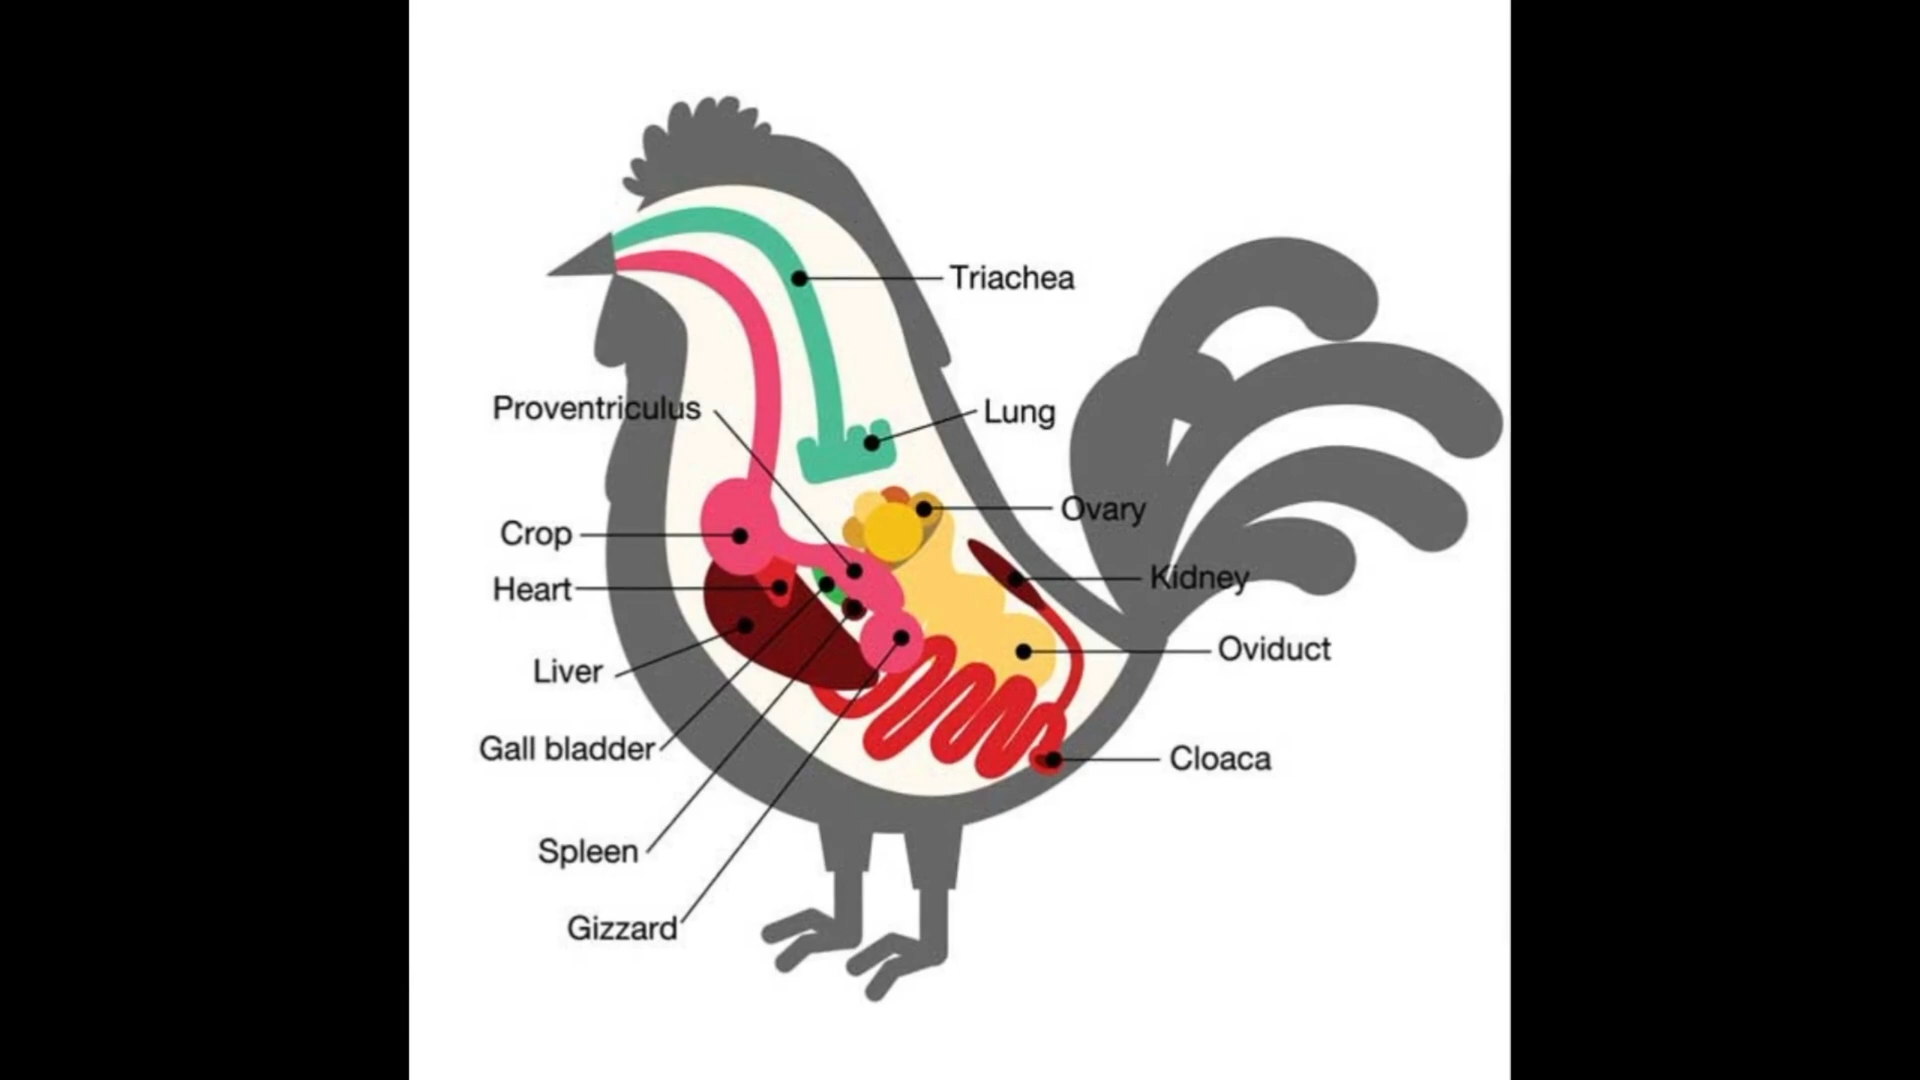 Triachea
Proventriculus
Lung
Ovary
Crop
Kidney
Heart
Oviduct
Liver
Gall bladder
Cloaca
Spleen
Gizzard